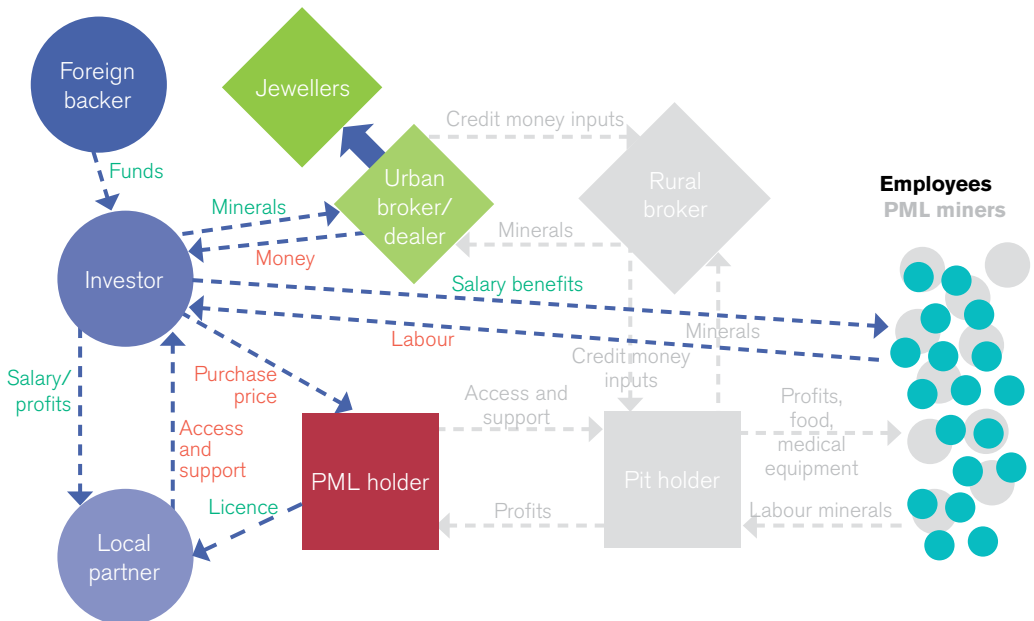 Foreign
backer
Jewellers
Credit money inputs
Funds
Urban
broker/
dealer
Rural
broker
Employees
PML miners
Minerals
Minerals
Money
Investor
Salary benefits
Labour
Minerals
Credit money
inputs
Salary/
profits
Purchase
price
Access and
support
Profits,
food,
medical
equipment
Access
and
support
PML holder
Pit holder
Licence
Profits
Labour minerals
Local
partner